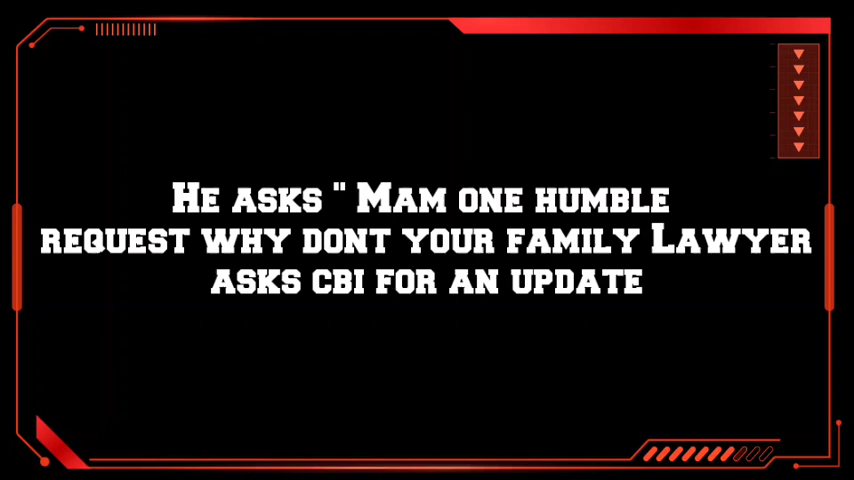 He asks " Mam one humble
request why dont your family Lawyer
asks cbi for an update